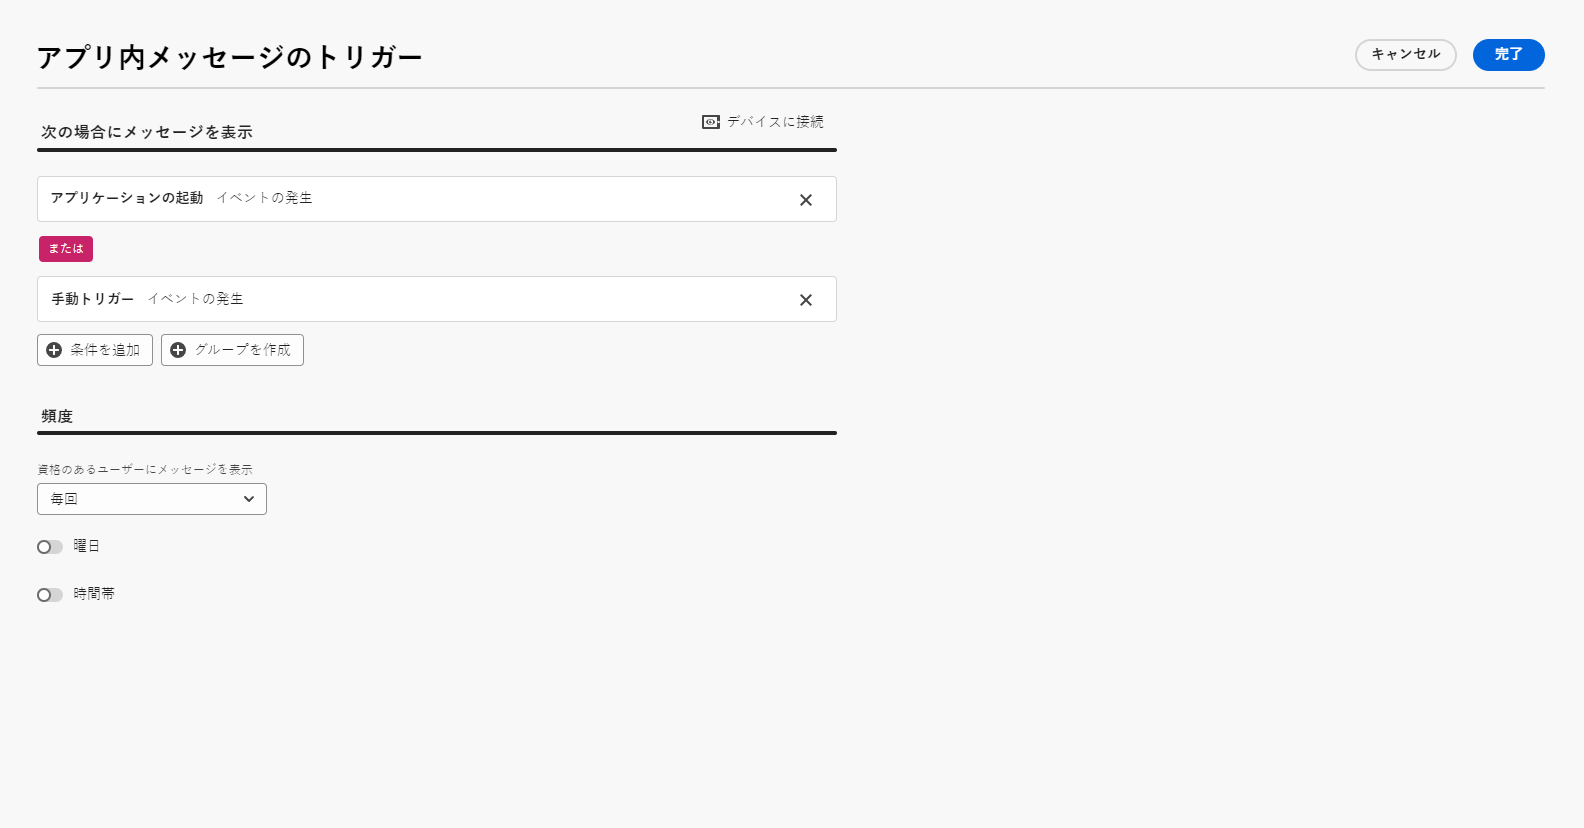 アプリ内メッセージのトリガー
キャンセル
完了
次の場合にメッセージを表示
デバイスに接続
アプリケーションの起動 イベントの発生
または
手動トリガー イベントの発生
条件を追加
グループを作成
頻度
資格のあるユーザーにメッセージを表示
毎回
曜日
時間帯